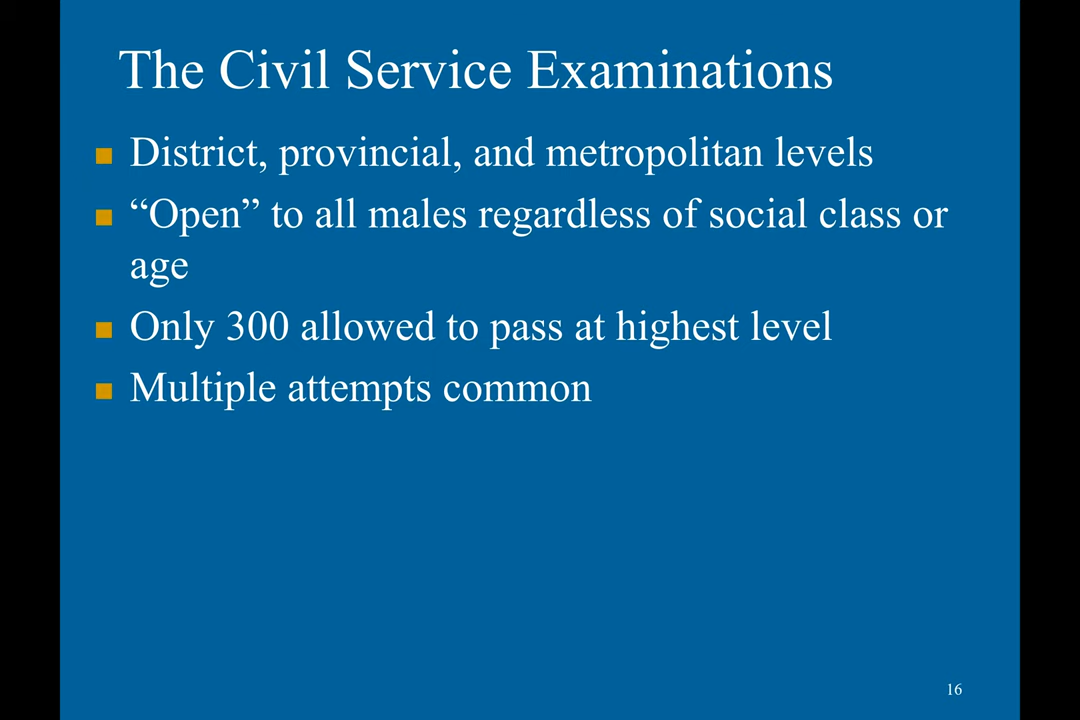 The Civil Service Examinations
District, provincial, and metropolitan levels
“Open” to all males regardless of social class or
age
Only 300 allowed to pass at highest level
Multiple attempts common
16